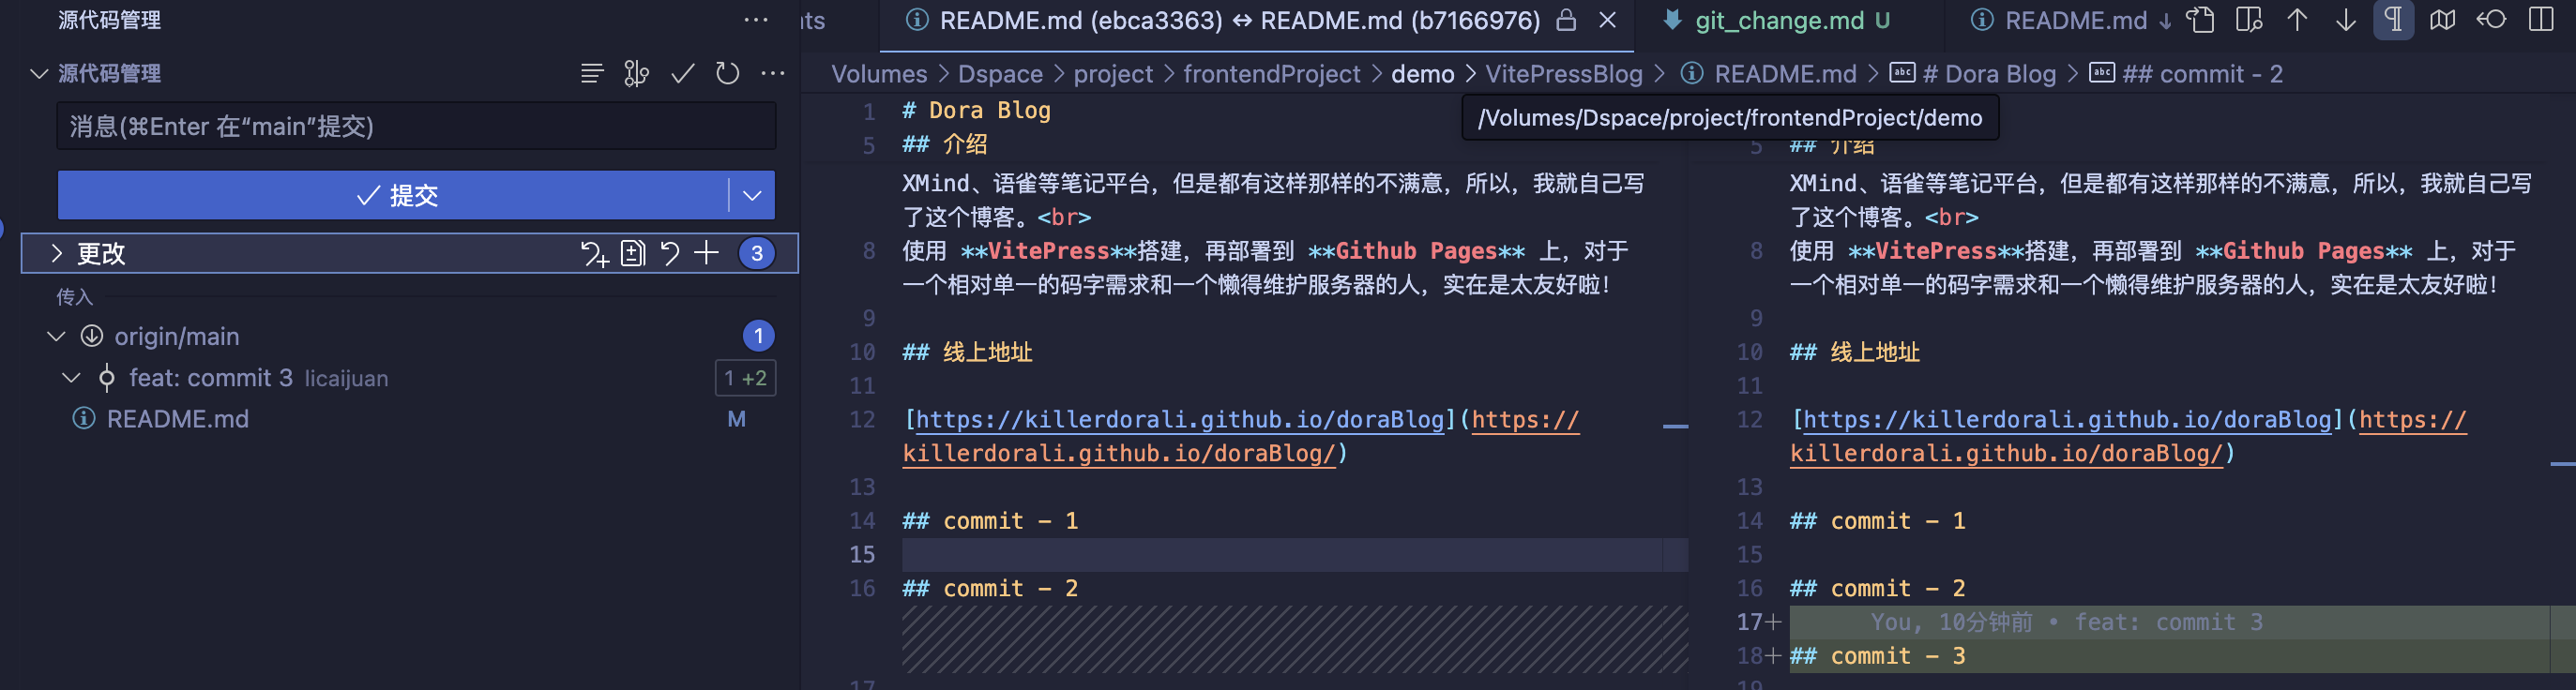 源代码管理
源代码管理
消息(⌘Enter 在“main”提交)
提交
更改
3
传入
origin/main
1
feat: commit 3 licaijuan
1 +2
README.md
M
nts
README.md (ebca3363) ↔ README.md (b7166976)
git_change.md U
README.md ↓
Volumes > Dspace > project > frontendProject > demo > VitePressBlog > README.md > # Dora Blog > ## commit - 2
/Volumes/Dspace/project/frontendProject/demo
1 # Dora Blog
5 ## 介绍
XMind、语雀等笔记平台，但是都有这样那样的不满意，所以，我就自己写
了这个博客。<br>
8 使用 **VitePress**搭建，再部署到 **Github Pages** 上，对于
一个相对单一的码字需求和一个懒得维护服务器的人，实在是太友好啦！
9
10 ## 线上地址
11
12 [https://killerdorali.github.io/doraBlog](https://
killerdorali.github.io/doraBlog/)
13
14 ## commit - 1
15
16 ## commit - 2
17
5 ## 介绍
XMind、语雀等笔记平台，但是都有这样那样的不满意，所以，我就自己写
了这个博客。<br>
8 使用 **VitePress**搭建，再部署到 **Github Pages** 上，对于
一个相对单一的码字需求和一个懒得维护服务器的人，实在是太友好啦！
9
10 ## 线上地址
11
12 [https://killerdorali.github.io/doraBlog](https://
killerdorali.github.io/doraBlog/)
13
14 ## commit - 1
15
16 ## commit - 2
17+ You, 10分钟前 • feat: commit 3
18+ ## commit - 3
19